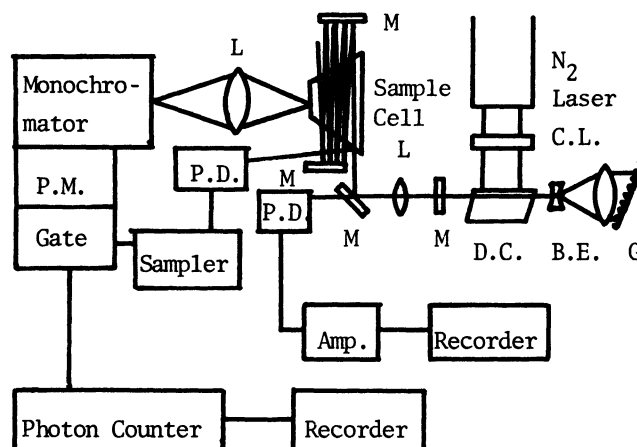 M
L
N2
Laser
Monochro-
mator
Sample
Cell
C.L.
L
P.D.
M
P.M.
P.D.
Gate
Sampler
M
M
D.C.
B.E.
G
Amp.
Recorder
Photon Counter
Recorder